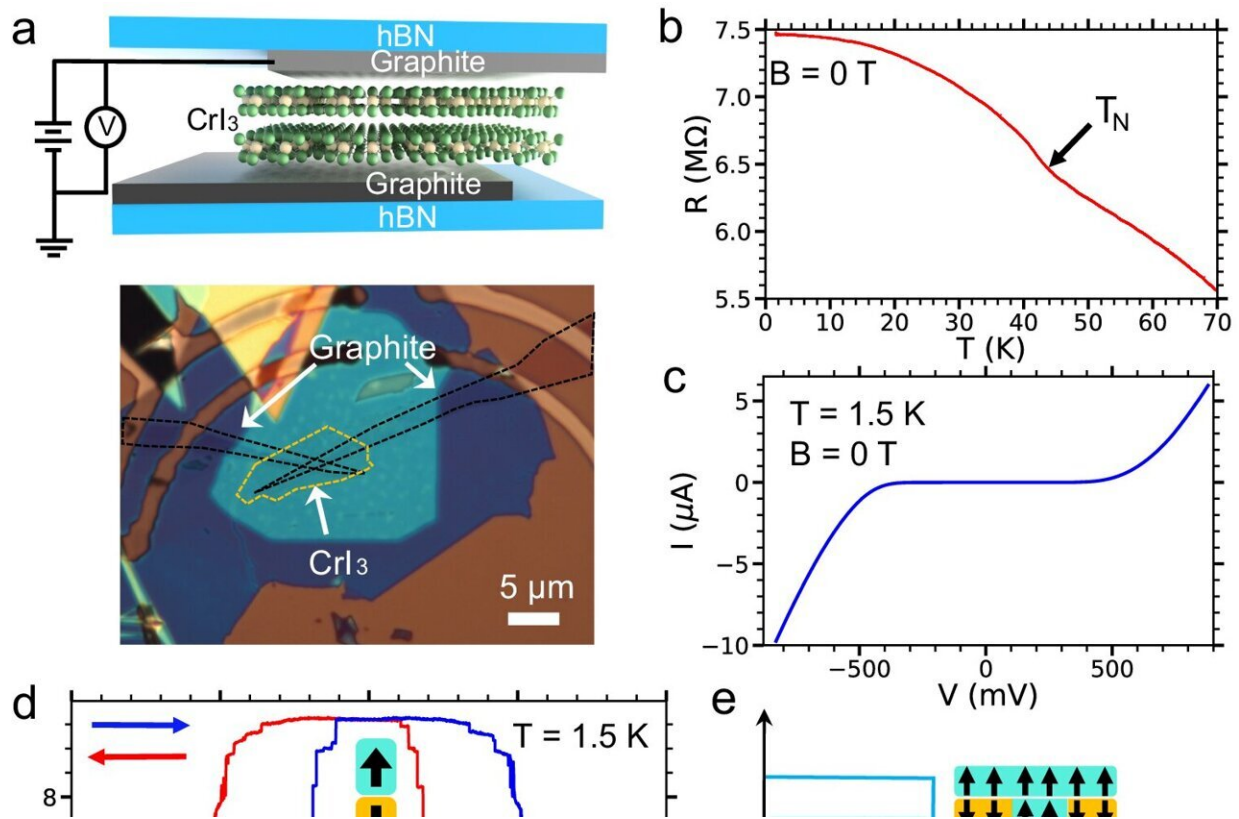 a
hBN
Graphite
V
CrI3
Graphite
hBN
Graphite
CrI3
5 μm
b
7.5
B = 0 T
7.0
TN
R (MΩ)
6.5
6.0
5.5
0 10 20 30 40 50 60 70
T (K)
c
5
T = 1.5 K
B = 0 T
0
I (μA)
−5
−10
−500 0 500
V (mV)
d
T = 1.5 K
8
e